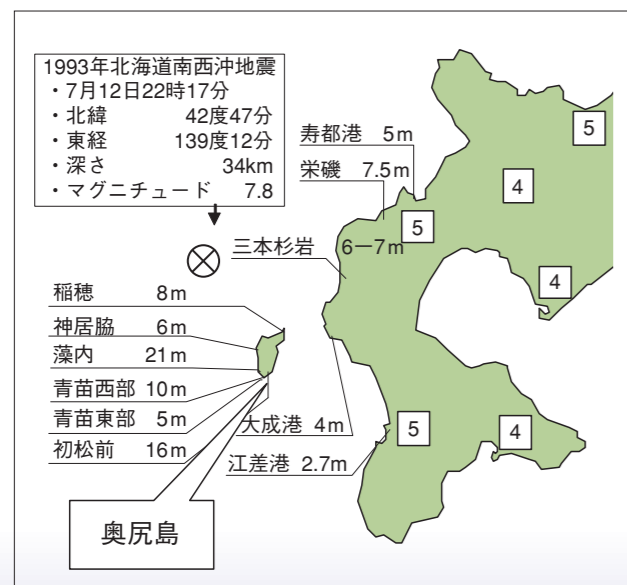 1993年北海道南西沖地震
・7月12日22時17分
・北緯 42度47分
・東経 139度12分
・深さ 34km
・マグニチュード 7.8
寿都港 5m
栄磯 7.5m
三本杉岩 6ー7m
稲穂 8m
神居脇 6m
藻内 21m
青苗西部 10m
青苗東部 5m
初松前 16m
大成港 4m
江差港 2.7m
奥尻島
5
4
5
4
5
4